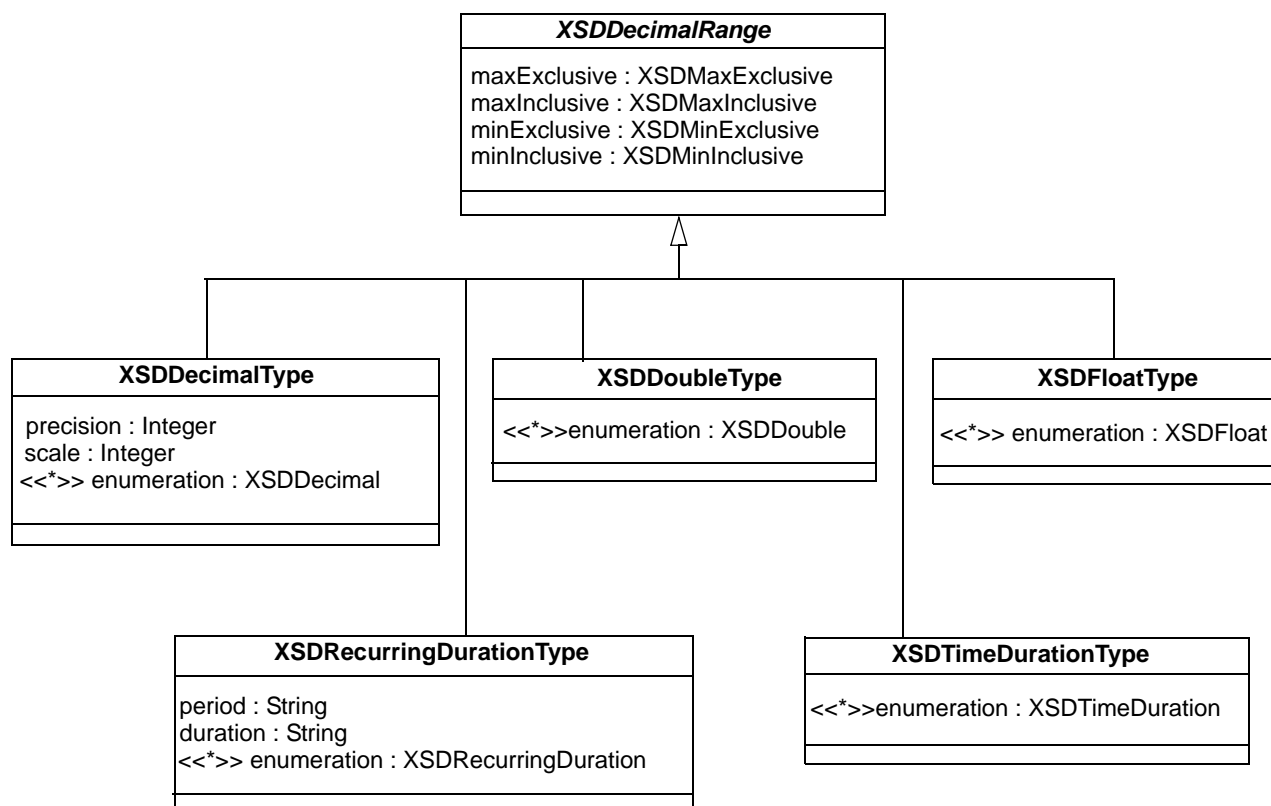 XSDDecimalRange
maxExclusive : XSDMaxExclusive
maxInclusive : XSDMaxInclusive
minExclusive : XSDMinExclusive
minInclusive : XSDMinInclusive
XSDDecimalType
precision : Integer
scale : Integer
<<*>> enumeration : XSDDecimal
XSDDoubleType
<<*>>enumeration : XSDDouble
XSDFloatType
<<*>> enumeration : XSDFloat
XSDRecurringDurationType
period : String
duration : String
<<*>> enumeration : XSDRecurringDuration
XSDTimeDurationType
<<*>>enumeration : XSDTimeDuration